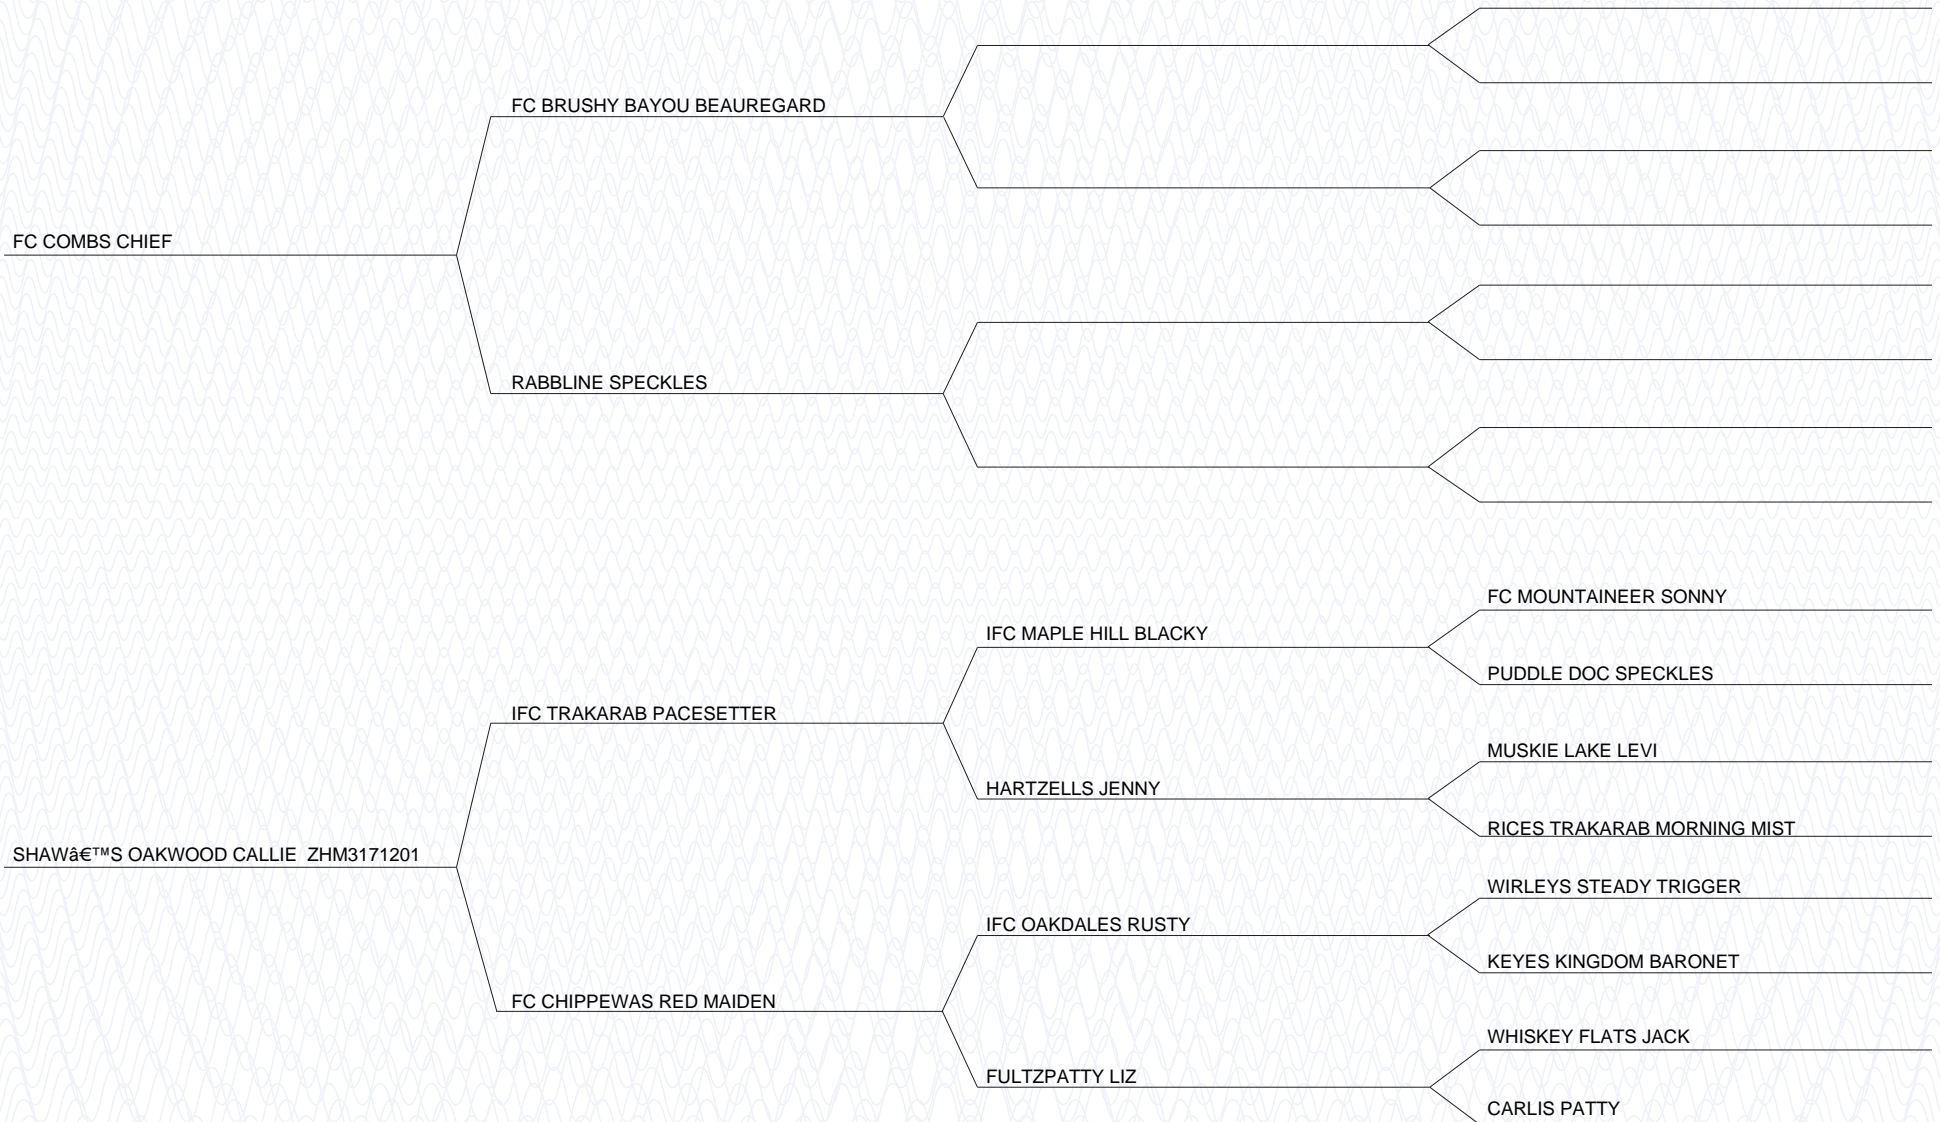 FC BRUSHY BAYOU BEAUREGARD
FC COMBS CHIEF
RABBLINE SPECKLES
FC MOUNTAINEER SONNY
IFC MAPLE HILL BLACKY
PUDDLE DOC SPECKLES
IFC TRAKARAB PACESETTER
MUSKIE LAKE LEVI
HARTZELLS JENNY
RICES TRAKARAB MORNING MIST
SHAWâ€™S OAKWOOD CALLIE  ZHM3171201
WIRLEYS STEADY TRIGGER
IFC OAKDALES RUSTY
KEYES KINGDOM BARONET
FC CHIPPEWAS RED MAIDEN
WHISKEY FLATS JACK
FULTZPATTY LIZ
CARLIS PATTY